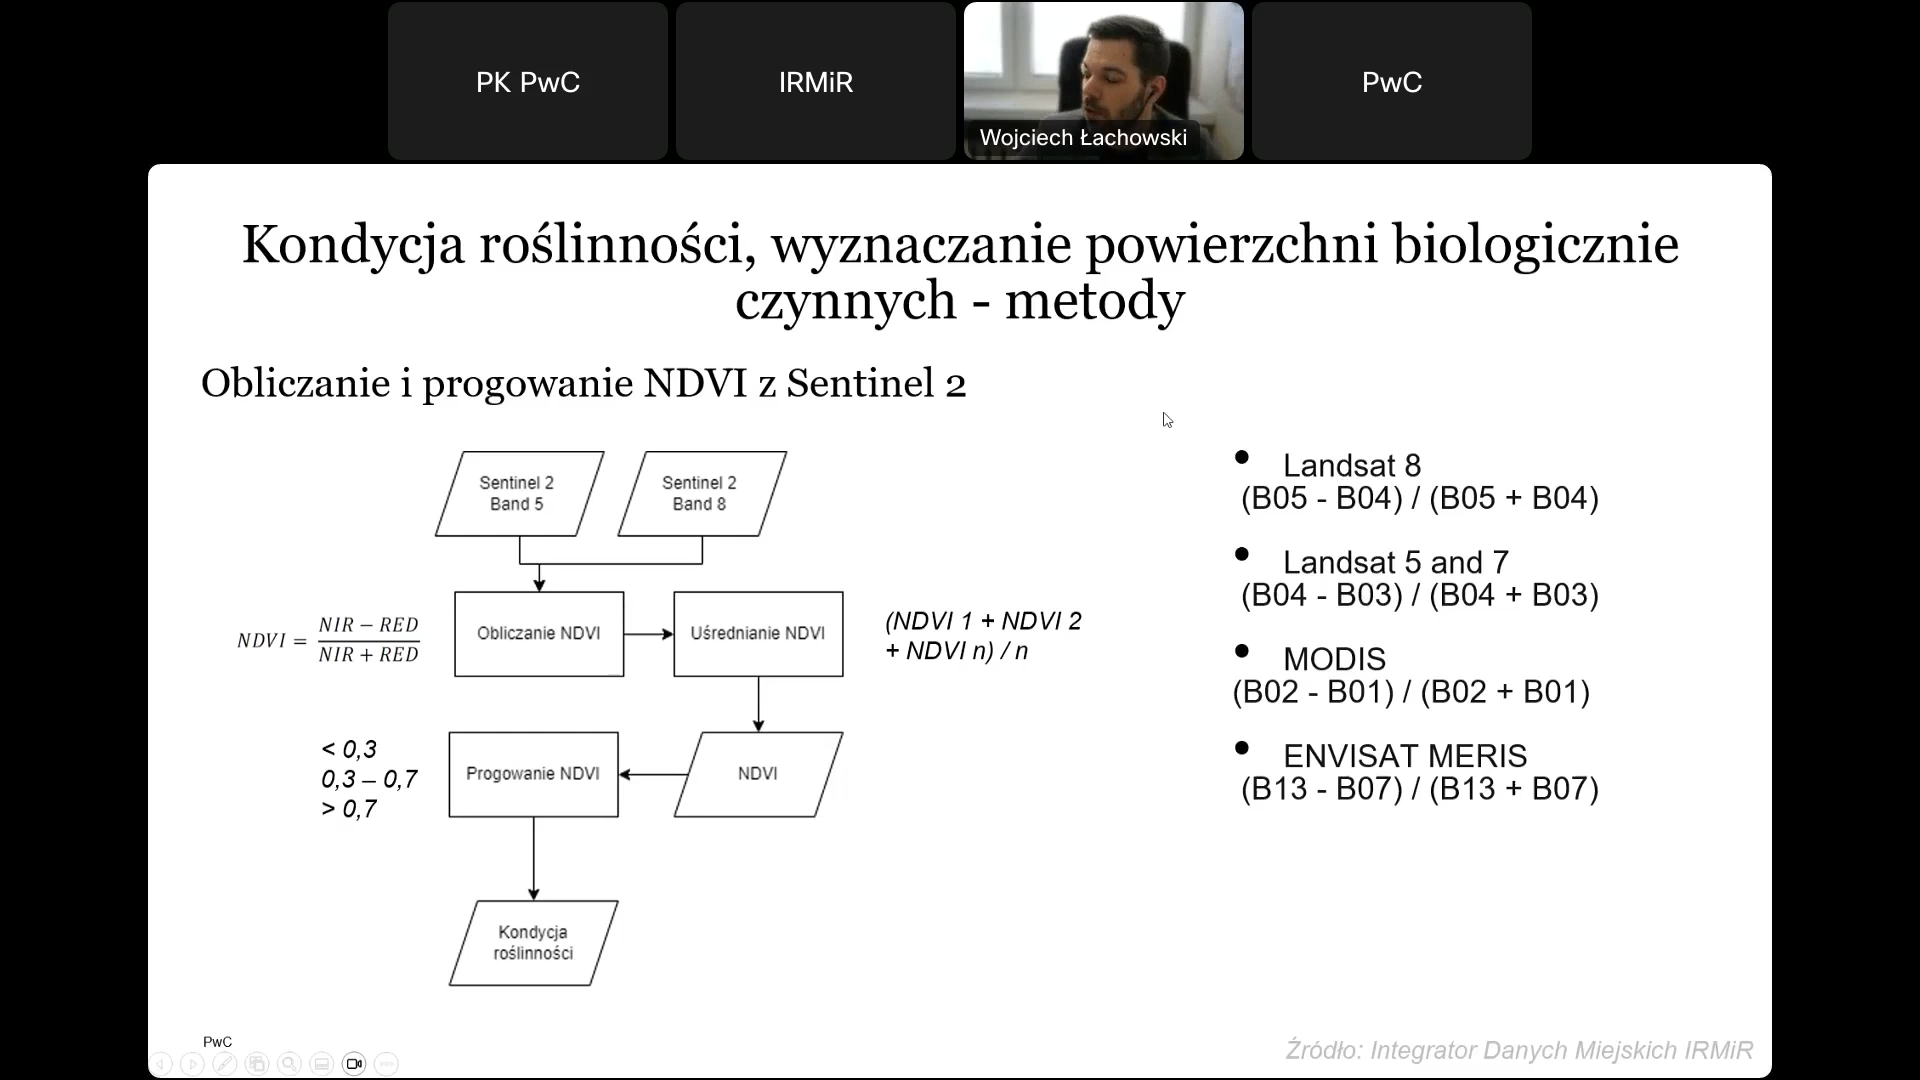 PK PwC
IRMiR
Wojciech Łachowski
PwC
Kondycja roślinności, wyznaczanie powierzchni biologicznie
czynnych - metody
Obliczanie i progowanie NDVI z Sentinel 2
Sentinel 2
Band 5
Sentinel 2
Band 8
NDVI = NIR − RED
NIR + RED
Obliczanie NDVI
Uśrednianie NDVI
(NDVI 1 + NDVI 2
+ NDVI n) / n
< 0,3
0,3 – 0,7
> 0,7
Progowanie NDVI
NDVI
Kondycja
roślinności
• Landsat 8
(B05 - B04) / (B05 + B04)
• Landsat 5 and 7
(B04 - B03) / (B04 + B03)
• MODIS
(B02 - B01) / (B02 + B01)
• ENVISAT MERIS
(B13 - B07) / (B13 + B07)
PwC
Źródło: Integrator Danych Miejskich IRMiR